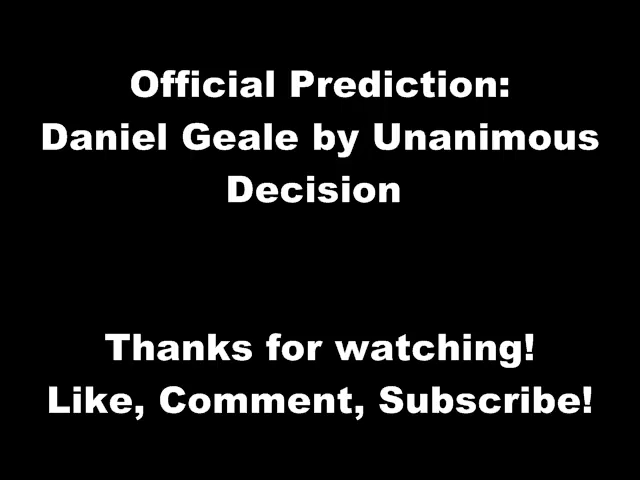 Official Prediction:
Daniel Geale by Unanimous
Decision
Thanks for watching!
Like, Comment, Subscribe!